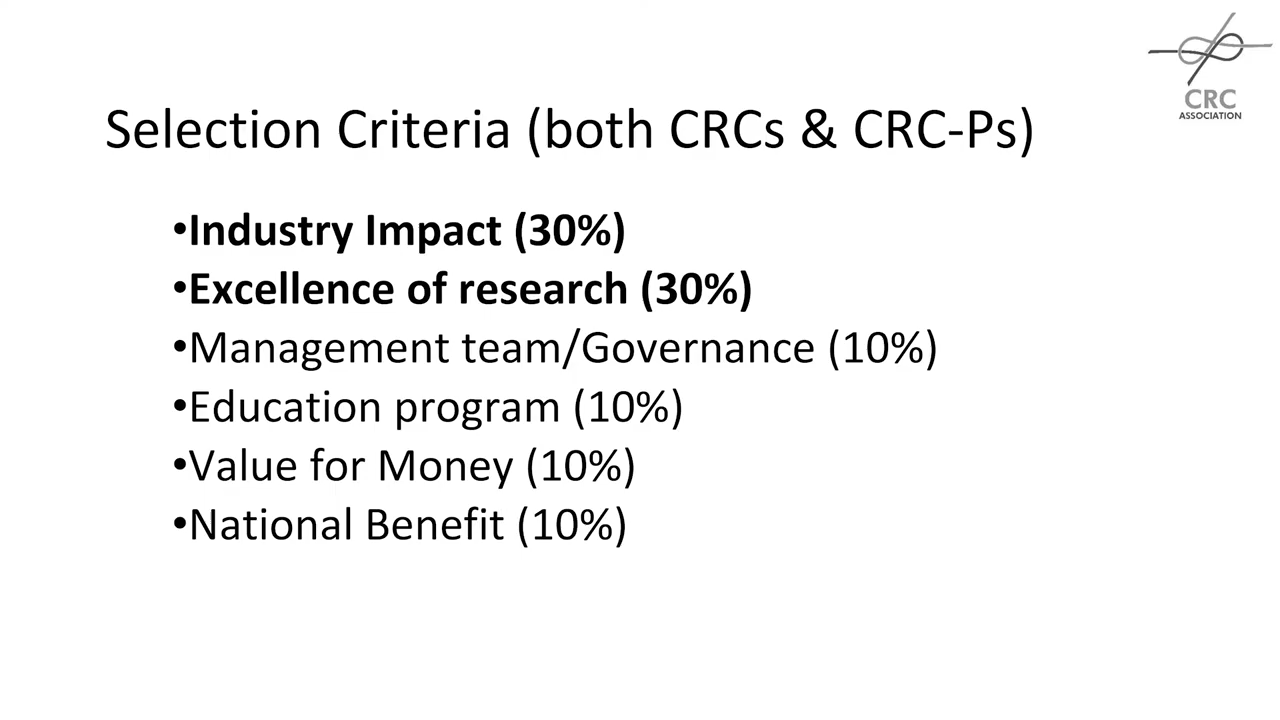 CRC
ASSOCIATION
Selection Criteria (both CRCs & CRC-Ps)
•Industry Impact (30%)
•Excellence of research (30%)
•Management team/Governance (10%)
•Education program (10%)
•Value for Money (10%)
•National Benefit (10%)